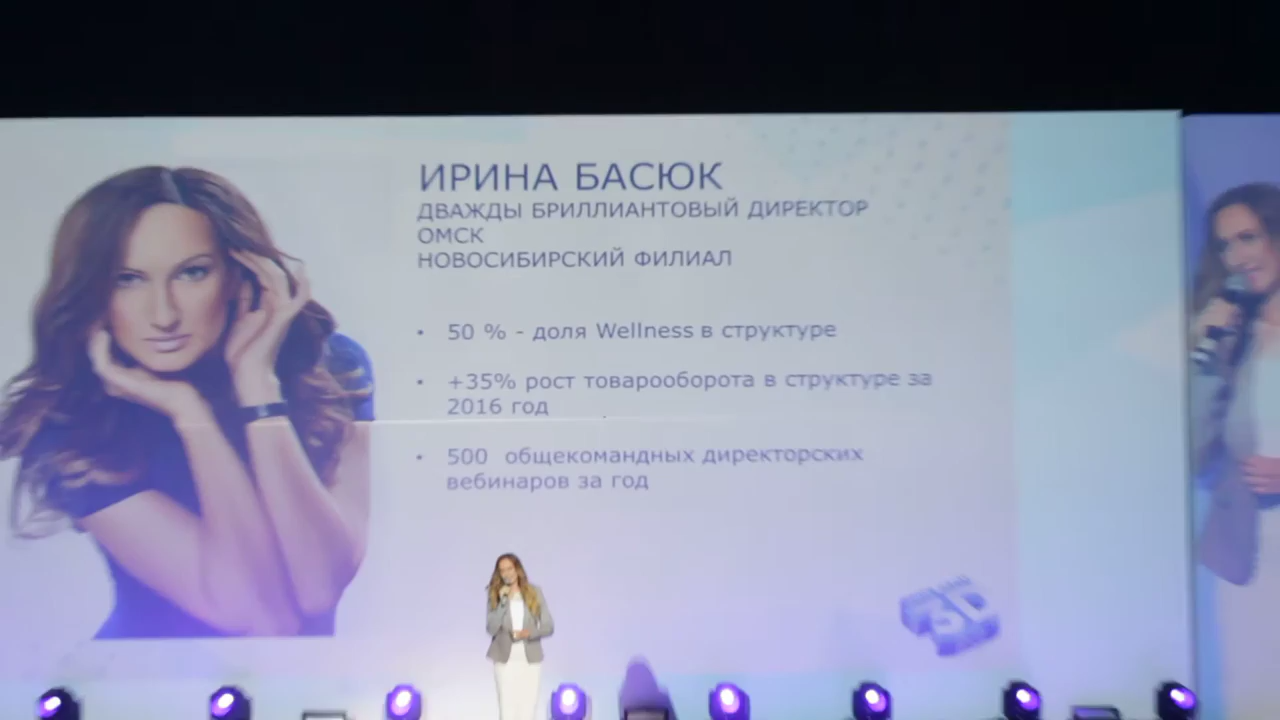 ИРИНА БАСЮК
ДВАЖДЫ БРИЛЛИАНТОВЫЙ ДИРЕКТОР
ОМСК
НОВОСИБИРСКИЙ ФИЛИАЛ
• 50 % - доля Wellness в структуре
• +35% рост товарооборота в структуре за
2016 год
• 500 общекомандных директорских
вебинаров за год
3D